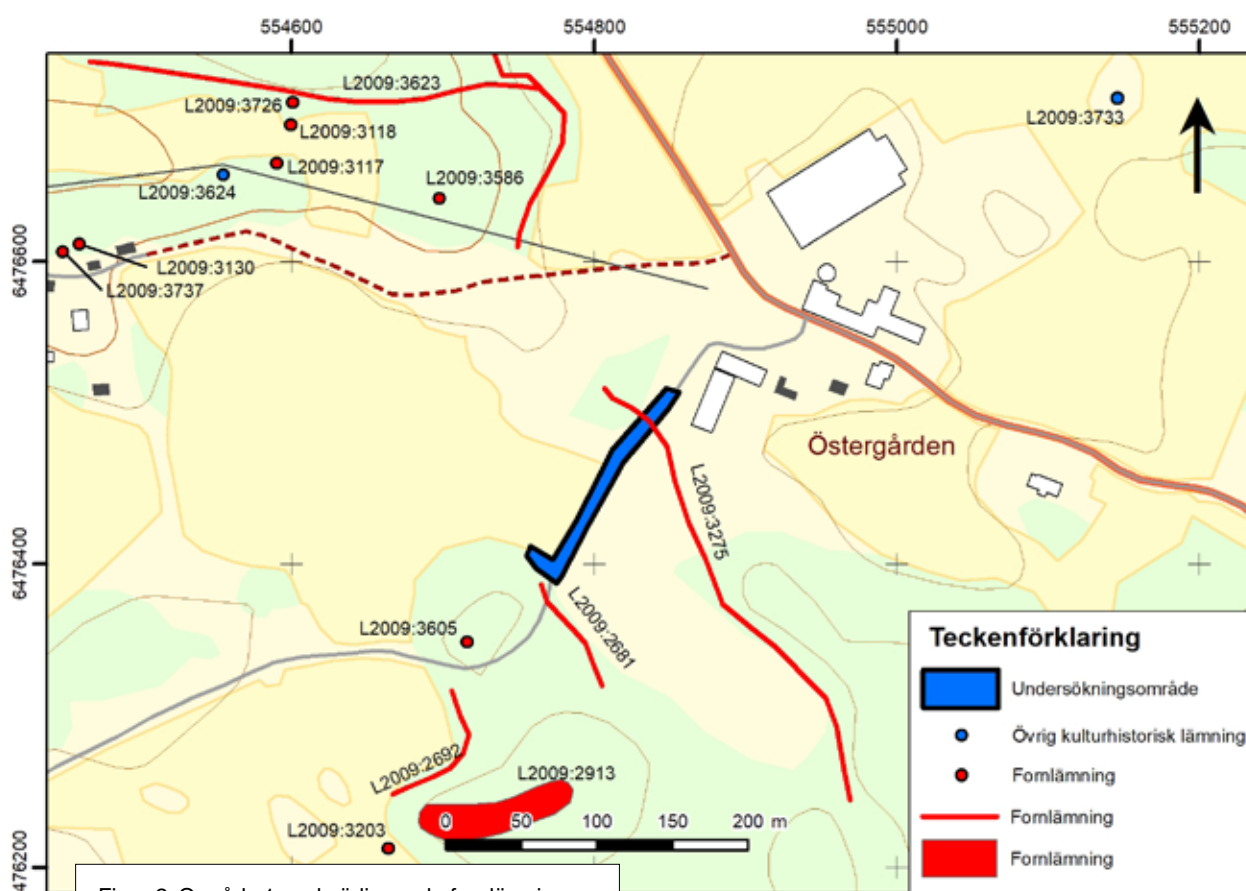 554600 554800 555000 555200
L2009:3623
L2009:3726
L2009:3733
L2009:3118
L2009:3117
L2009:3586
L2009:3624
6476600
L2009:3130
L2009:3737
Östergården
L2009:3275
6476400
L2009:2681
L2009:3605
L2009:2692
L2009:2913
0 50 100 150 200 m
L2009:3203
6476200
Teckenförklaring
Undersökningsområde
Övrig kulturhistorisk lämning
Fornlämning
Fornlämning
Fornlämning